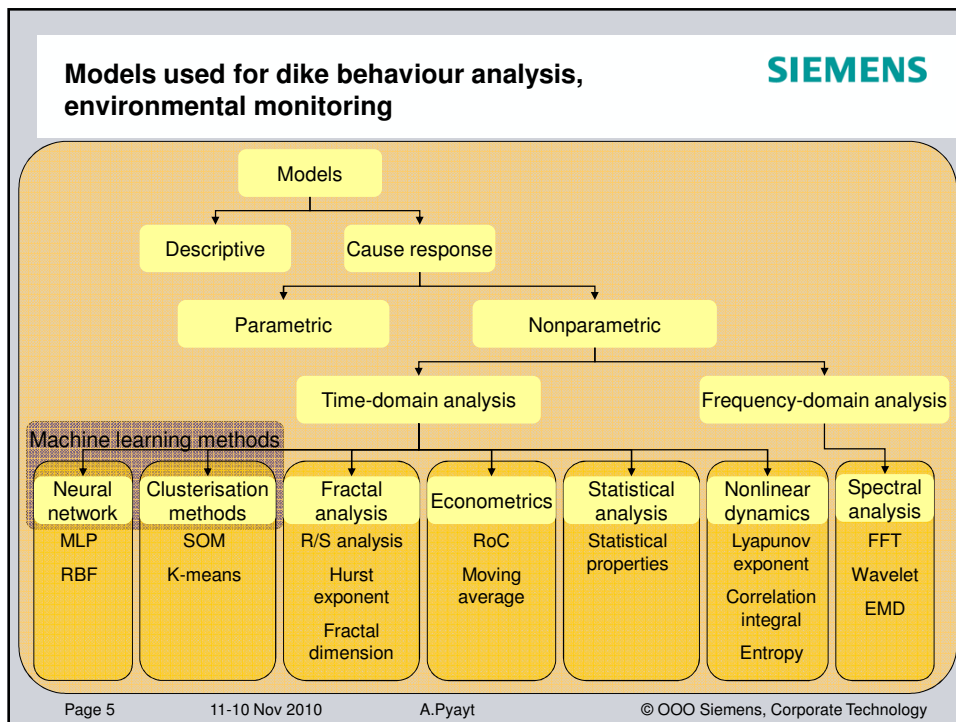 Models used for dike behaviour analysis,
environmental monitoring
SIEMENS
Models
Descriptive
Cause response
Parametric
Nonparametric
Time-domain analysis
Frequency-domain analysis
Machine learning methods
Neural
network
MLP
RBF
Clusterisation
methods
SOM
K-means
Fractal
analysis
R/S analysis
Hurst
exponent
Fractal
dimension
Econometrics
RoC
Moving
average
Statistical
analysis
Statistical
properties
Nonlinear
dynamics
Lyapunov
exponent
Correlation
integral
Entropy
Spectral
analysis
FFT
Wavelet
EMD
Page 5
11-10 Nov 2010
A.Pyayt
© OOO Siemens, Corporate Technology